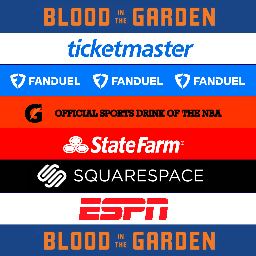 BLOOD IN THE GARDEN
ticketmaster
FANDUEL FANDUEL FANDUEL
G OFFICIAL SPORTS DRINK OF THE NBA
StateFarm
SQUARESPACE
ESPN
BLOOD IN THE GARDEN